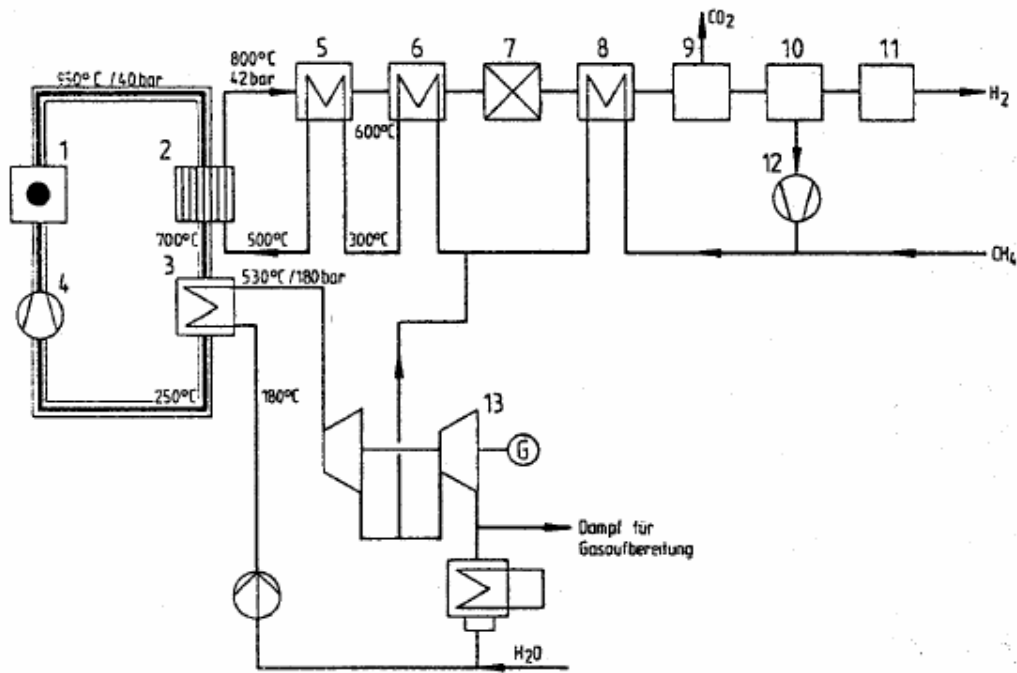 CO₂
5
6
7
8
9
10
11
800°C
42 bar
950°C / 40 bar
H₂
1
2
600°C
12
700°C
500°C
300°C
CH₄
3
530°C / 180 bar
4
250°C
180°C
13
G
Dampf für
Gasaufbereitung
H₂O